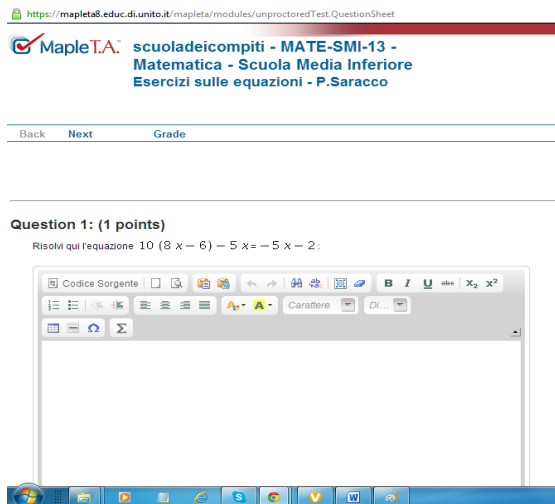 https://mapleta8.educ.di.unito.it/mapleta/modules/unproctoredTest.QuestionSheet
MapleT.A.™ scuoladeicompiti - MATE-SMI-13 -
Matematica - Scuola Media Inferiore
Esercizi sulle equazioni - P.Saracco
Back Next Grade
Question 1: (1 points)
Risolvi qui l'equazione 10 (8 x − 6) − 5 x = − 5 x − 2 :
Codice Sorgente B I U abc X₂ X²
A A Carattere Di...
Ω Σ